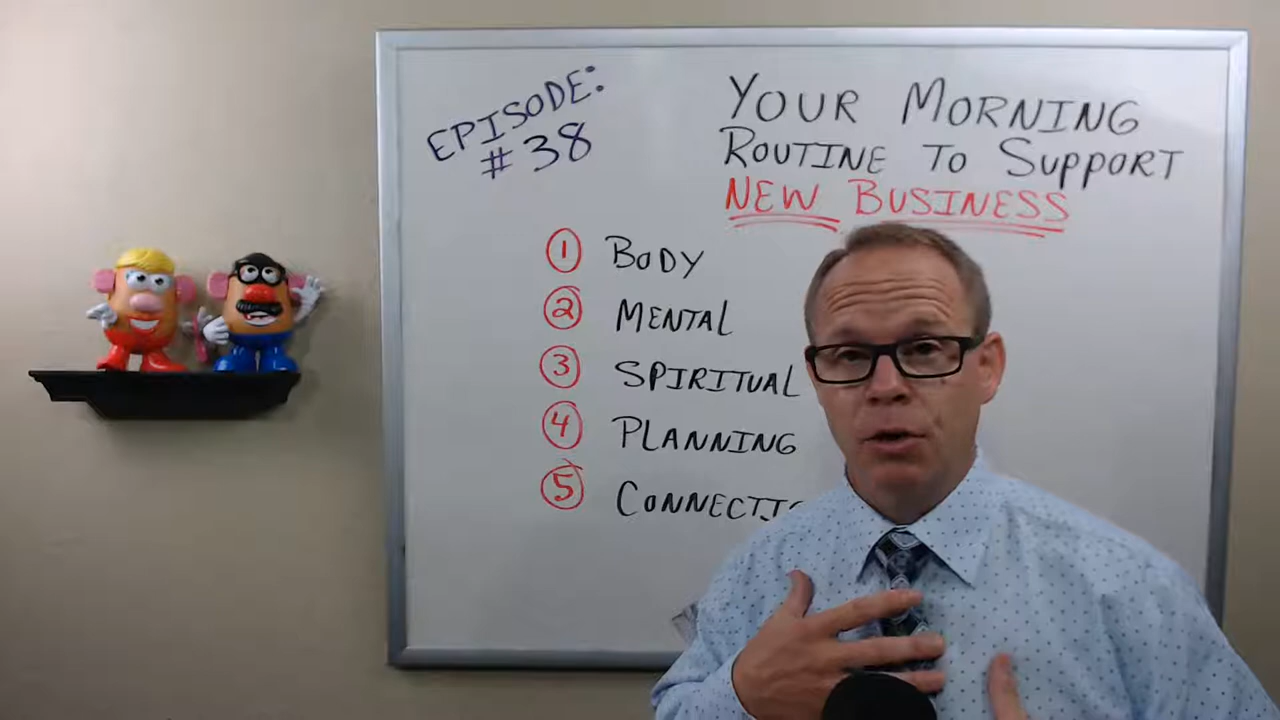 EPISODE:
# 38
YOUR MORNING
ROUTINE TO SUPPORT
NEW BUSINESS
1 BODY
2 MENTAL
3 SPIRITUAL
4 PLANNING
5